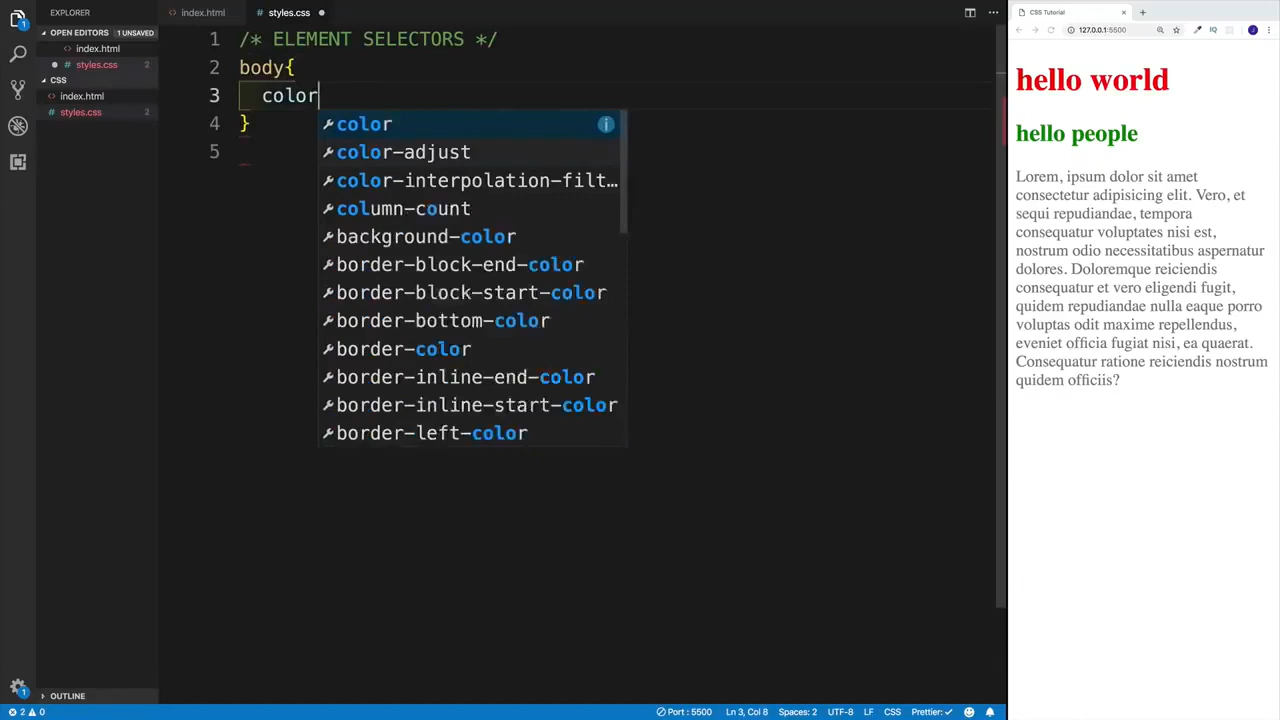 EXPLORER
OPEN EDITORS 1 UNSAVED
index.html
styles.css 2
CSS
index.html
styles.css 2
OUTLINE
index.html
styles.css
1 /* ELEMENT SELECTORS */
2 body{
3 color
4 }
5
color
color-adjust
color-interpolation-filt…
column-count
background-color
border-block-end-color
border-block-start-color
border-bottom-color
border-color
border-inline-end-color
border-inline-start-color
border-left-color
CSS Tutorial
127.0.0.1:5500
hello world
hello people
Lorem, ipsum dolor sit amet
consectetur adipisicing elit. Vero, et
sequi repudiandae, tempora
consequatur voluptates nisi est,
nostrum odio necessitatibus aspernatur
dolores. Doloremque reiciendis
consequatur et vero eligendi fugit,
quidem repudiandae nulla eaque porro
voluptas odit maxime repellendus,
eveniet officia fugiat nisi, ea quaerat.
Consequatur ratione reiciendis nostrum
quidem officiis?
2 0
Port : 5500 Ln 3, Col 8 Spaces: 2 UTF-8 LF CSS Prettier: ✓